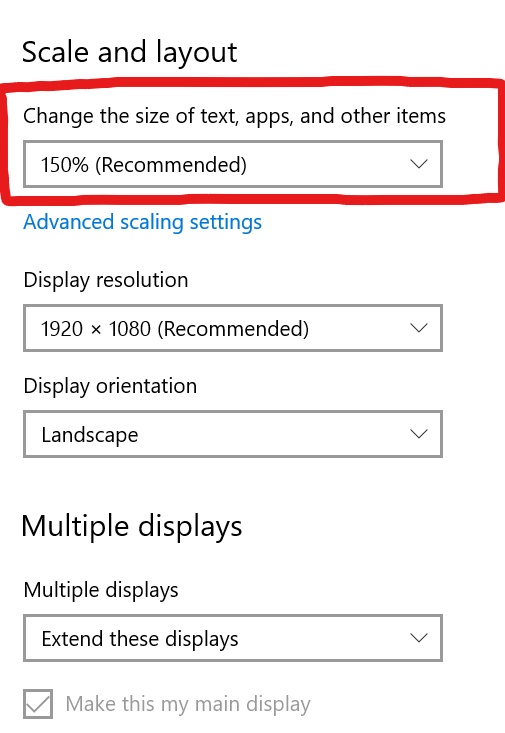 Scale and layout
Change the size of text, apps, and other items
150% (Recommended)
Advanced scaling settings
Display resolution
1920 × 1080 (Recommended)
Display orientation
Landscape
Multiple displays
Multiple displays
Extend these displays
Make this my main display